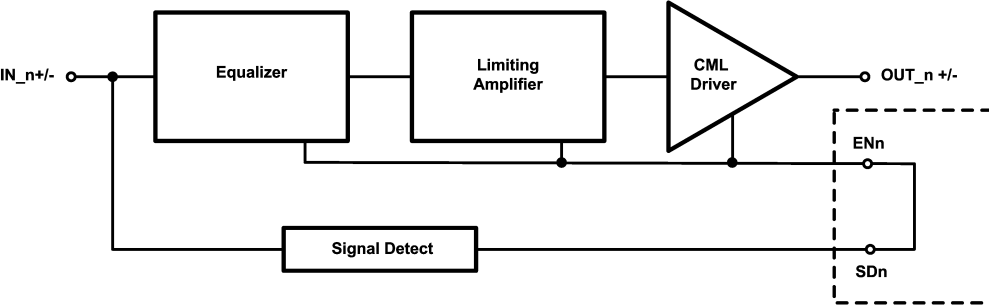 IN_n+/-
Equalizer
Limiting
Amplifier
CML
Driver
OUT_n +/-
ENn
Signal Detect
SDn